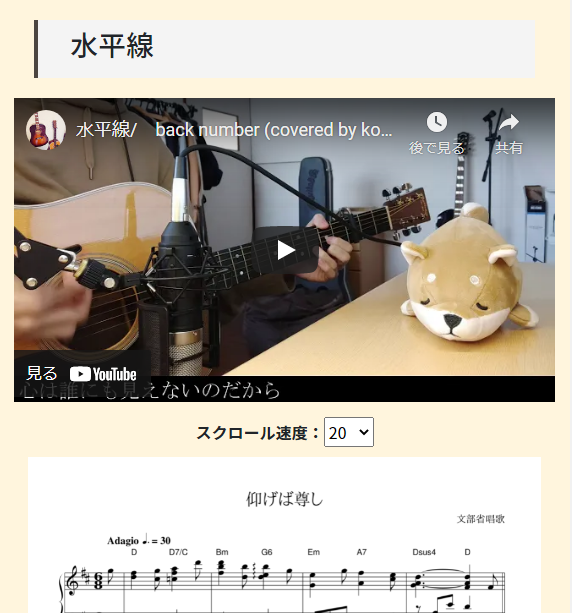 水平線
水平線/ back number (covered by ko…
後で見る 共有
見る YouTube
心は誰にも見えないのだから
スクロール速度： 20
仰げば尊し
文部省唱歌
Adagio ♩. = 30
D D7/C Bm G6 Em A7 Dsus4 D
6
8